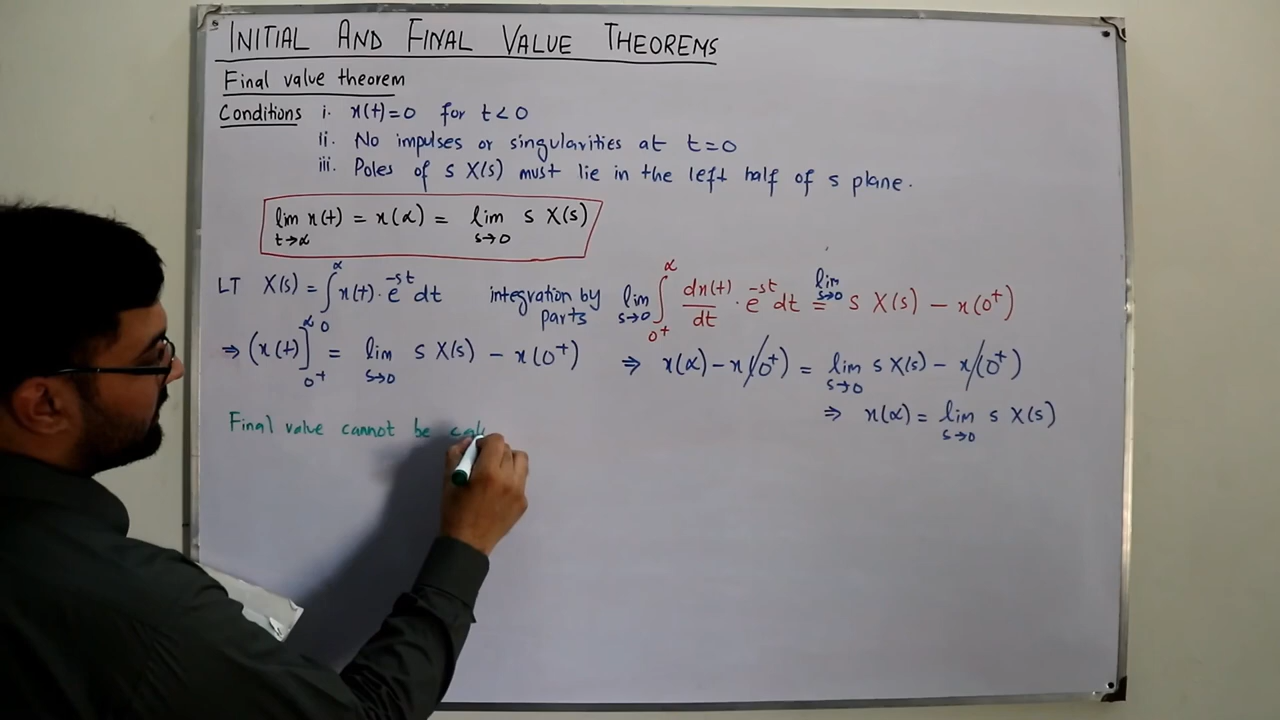 INITIAL AND FINAL VALUE THEOREMS
Final value theorem
Conditions i. x(t)=0 for t<0
ii. No impulses or singularities at t=0
iii. Poles of s X(s) must lie in the left half of s plane.
lim x(t) = x(α) = lim s X(s)
t→α s→0
LT X(s) = ∫₀^α x(t)·e^-st dt integration by parts lim s→0 ∫₀+^α dx(t)/dt · e^-st dt = lim s→0 s X(s) − x(0⁺)
⇒ (x(t)]₀+^α = lim s→0 s X(s) − x(0⁺) ⇒ x(α) − x(0⁺) = lim s→0 s X(s) − x(0⁺)
⇒ x(α) = lim s→0 s X(s)
Final value cannot be